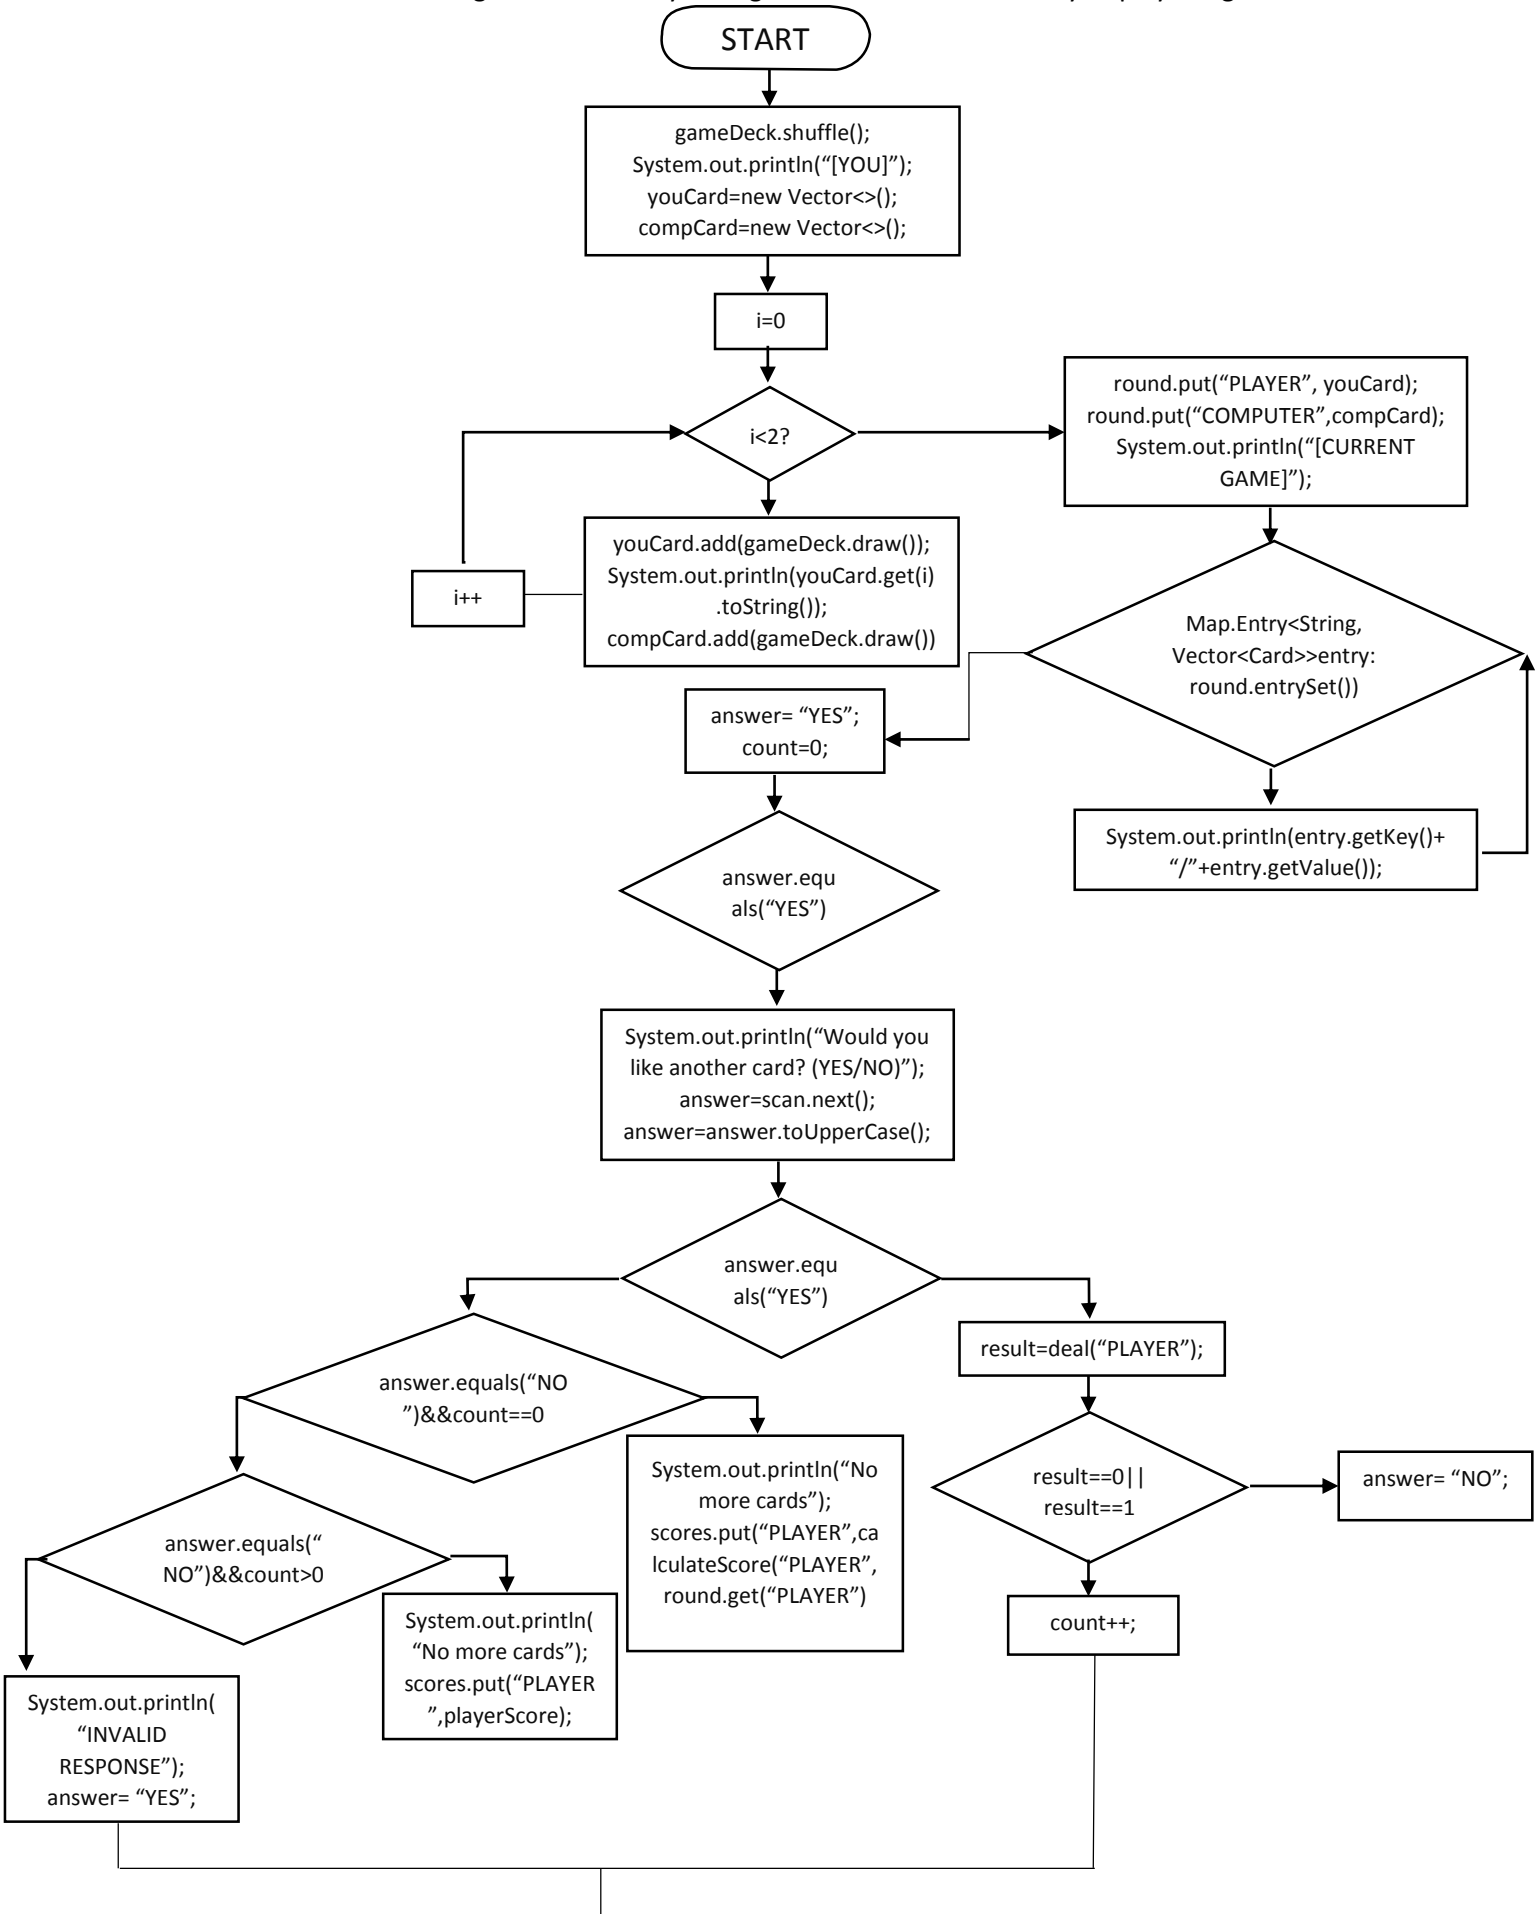 START
gameDeck.shuffle();
System.out.println(“[YOU]”);
youCard=new Vector<>();
compCard=new Vector<>();
i=0
i<2?
round.put(“PLAYER”, youCard);
round.put(“COMPUTER”,compCard);
System.out.println(“[CURRENT
GAME]”);
youCard.add(gameDeck.draw());
System.out.println(youCard.get(i)
.toString());
compCard.add(gameDeck.draw())
i++
Map.Entry<String,
Vector<Card>>entry:
round.entrySet())
answer= “YES”;
count=0;
System.out.println(entry.getKey()+
“/”+entry.getValue());
answer.equ
als(“YES”)
System.out.println(“Would you
like another card? (YES/NO)”);
answer=scan.next();
answer=answer.toUpperCase();
answer.equ
als(“YES”)
result=deal(“PLAYER”);
answer.equals(“NO
”)&&count==0
System.out.println(“No
more cards”);
scores.put(“PLAYER”,ca
lculateScore(“PLAYER”,
round.get(“PLAYER”)
result==0||
result==1
answer= “NO”;
answer.equals(“
NO”)&&count>0
System.out.println(
“No more cards”);
scores.put(“PLAYER
”,playerScore);
count++;
System.out.println(
“INVALID
RESPONSE”);
answer= “YES”;